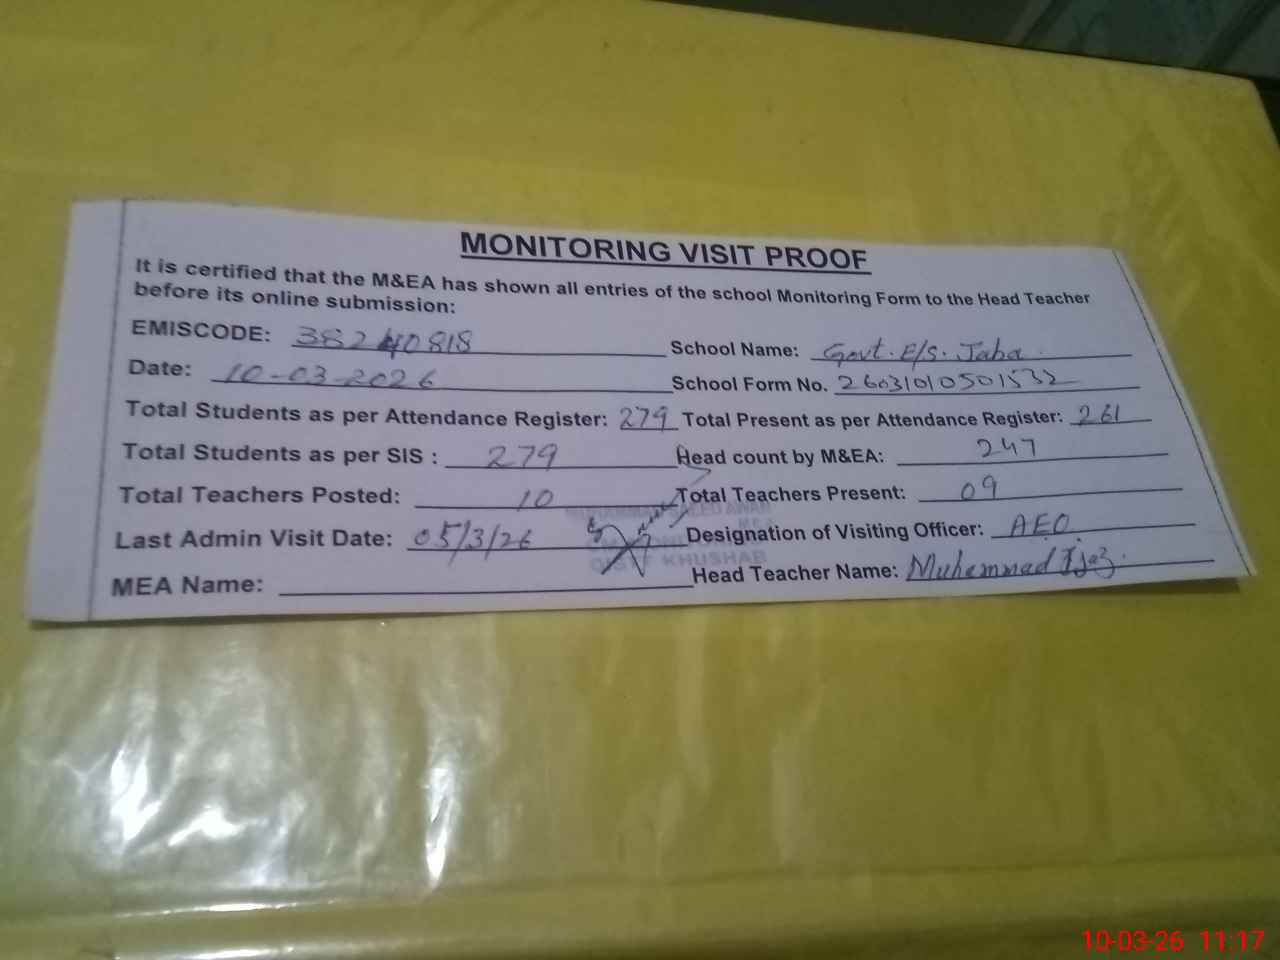 MONITORING VISIT PROOF
It is certified that the M&EA has shown all entries of the school Monitoring Form to the Head Teacher
before its online submission:
EMISCODE: 38240818 School Name: Govt. E/S. Jaba.
Date: 10-03-2026 School Form No. 26031010501532
Total Students as per Attendance Register: 279 Total Present as per Attendance Register: 261
Total Students as per SIS : 279 Head count by M&EA: 247
Total Teachers Posted: 10 Total Teachers Present: 09
Last Admin Visit Date: 05/3/26 Designation of Visiting Officer: AEO
MEA Name: Head Teacher Name: Muhammad Ijaz.
SAEED AWAN
KHUSHAB
10-03-26 11:17